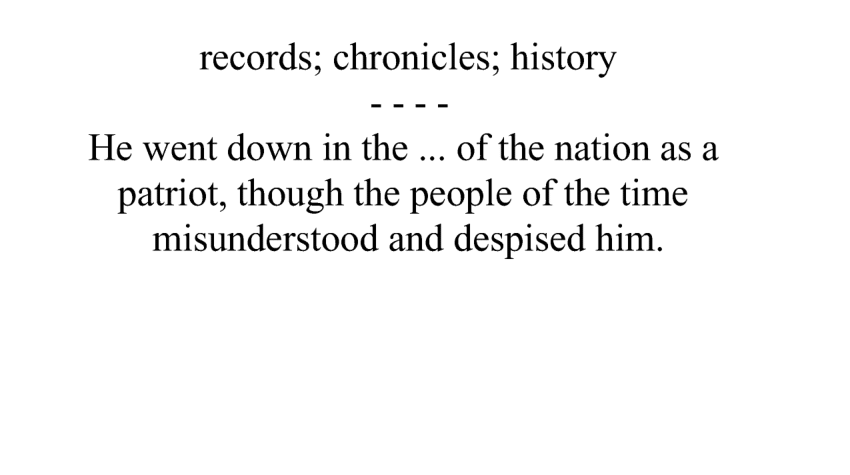 records; chronicles; history
- - - -
He went down in the ... of the nation as a
patriot, though the people of the time
misunderstood and despised him.